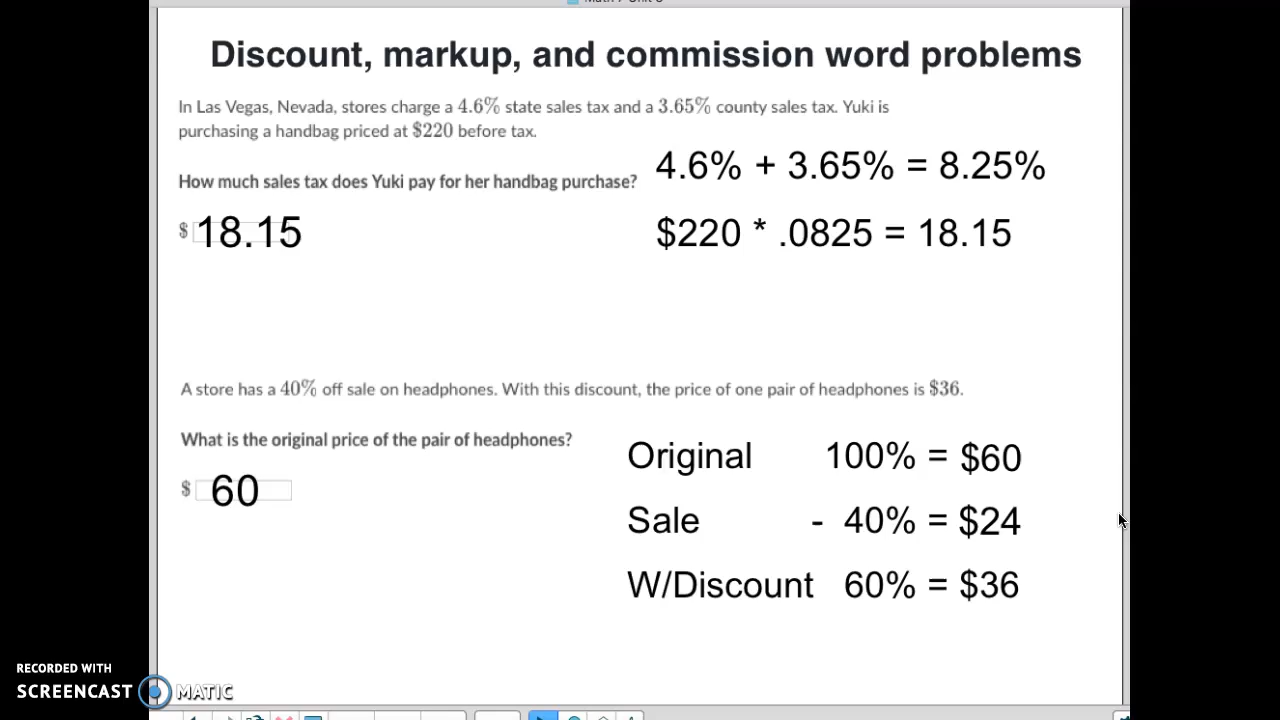 Discount, markup, and commission word problems
In Las Vegas, Nevada, stores charge a 4.6% state sales tax and a 3.65% county sales tax. Yuki is
purchasing a handbag priced at $220 before tax.
4.6% + 3.65% = 8.25%
How much sales tax does Yuki pay for her handbag purchase?
$ 18.15
$220 * .0825 = 18.15
A store has a 40% off sale on headphones. With this discount, the price of one pair of headphones is $36.
What is the original price of the pair of headphones?
$ 60
Original 100% = $60
Sale - 40% = $24
W/Discount 60% = $36
RECORDED WITH
SCREENCAST MATIC